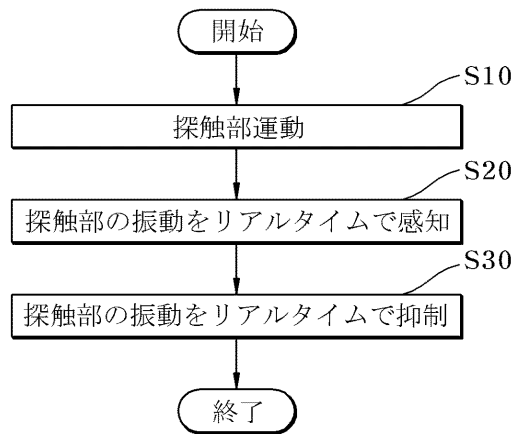 開始
S10
探触部運動
S20
探触部の振動をリアルタイムで感知
S30
探触部の振動をリアルタイムで抑制
終了